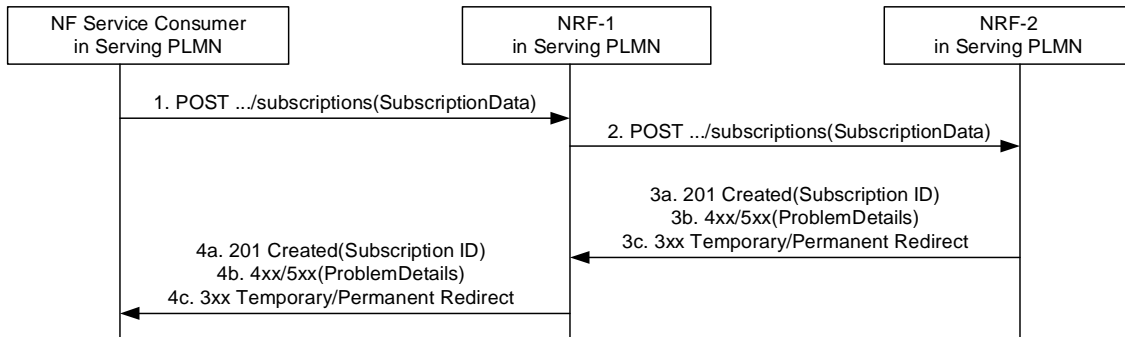 NF Service Consumer
in Serving PLMN
NRF-1
in Serving PLMN
NRF-2
in Serving PLMN
1. POST .../subscriptions(SubscriptionData)
2. POST .../subscriptions(SubscriptionData)
3a. 201 Created(Subscription ID)
3b. 4xx/5xx(ProblemDetails)
3c. 3xx Temporary/Permanent Redirect
4a. 201 Created(Subscription ID)
4b. 4xx/5xx(ProblemDetails)
4c. 3xx Temporary/Permanent Redirect